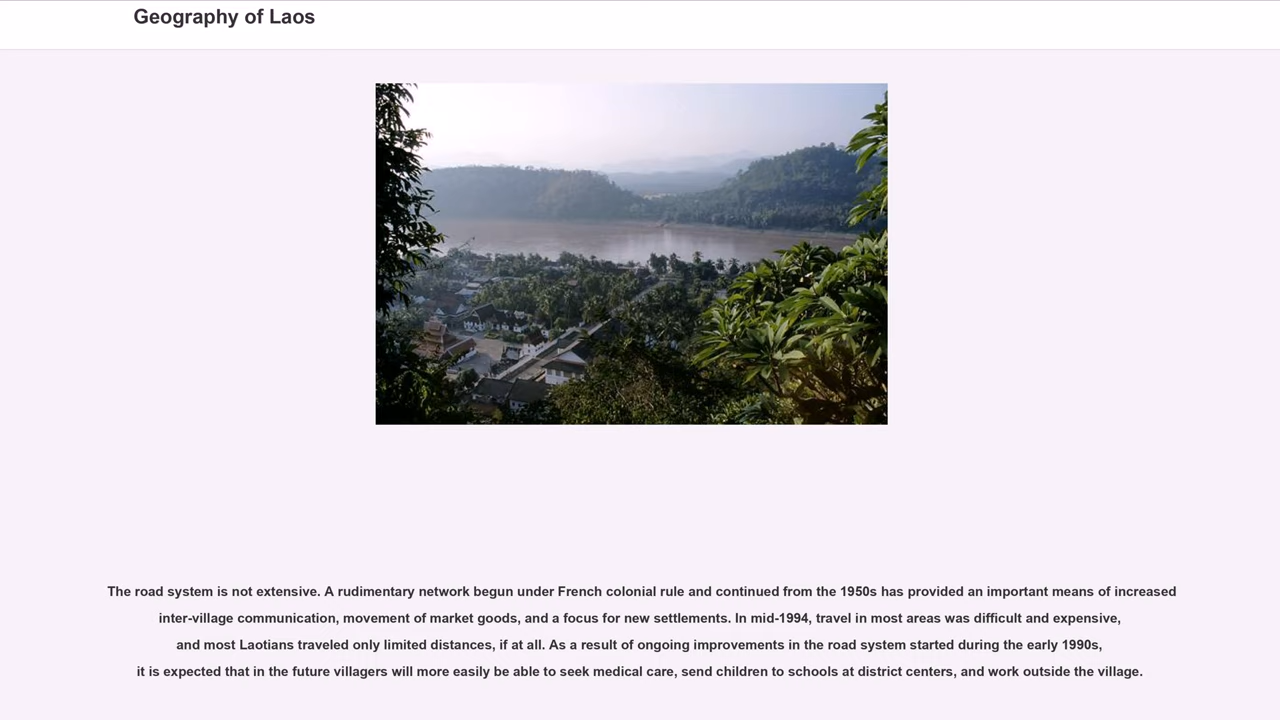 Geography of Laos
The road system is not extensive. A rudimentary network begun under French colonial rule and continued from the 1950s has provided an important means of increased
inter-village communication, movement of market goods, and a focus for new settlements. In mid-1994, travel in most areas was difficult and expensive,
and most Laotians traveled only limited distances, if at all. As a result of ongoing improvements in the road system started during the early 1990s,
it is expected that in the future villagers will more easily be able to seek medical care, send children to schools at district centers, and work outside the village.